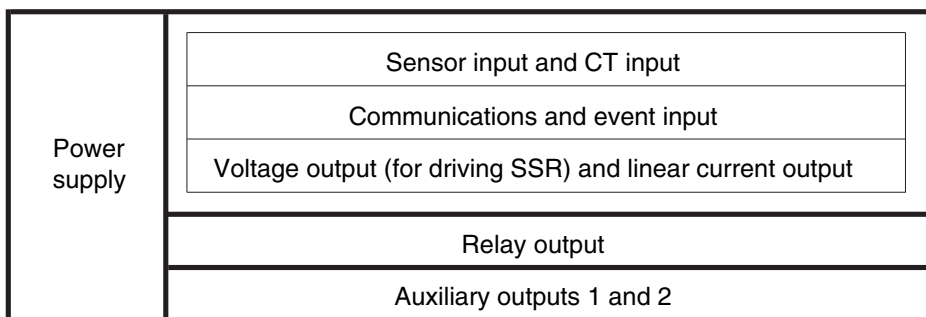 Power
supply
Sensor input and CT input
Communications and event input
Voltage output (for driving SSR) and linear current output
Relay output
Auxiliary outputs 1 and 2